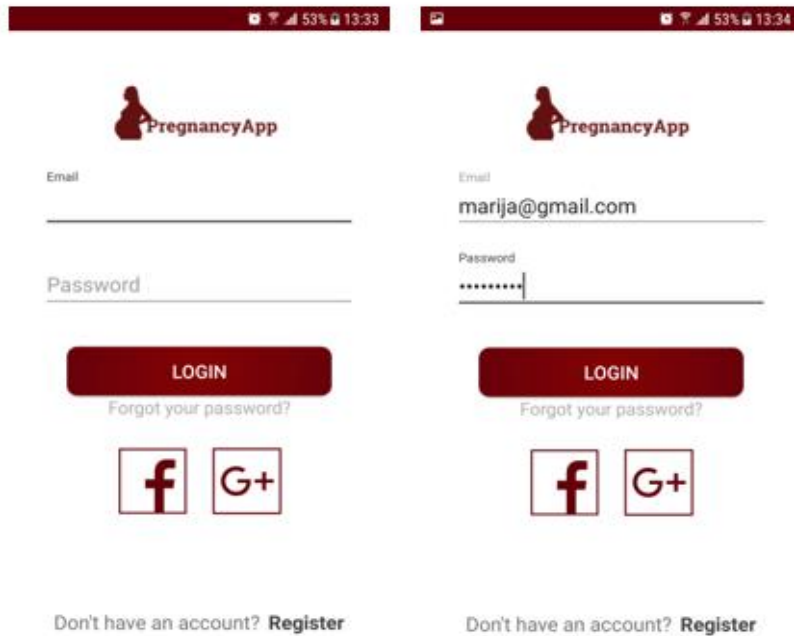 53% 13:33
PregnancyApp
Email
Password
LOGIN
Forgot your password?
f G+
Don't have an account? Register
53% 13:34
PregnancyApp
Email
marija@gmail.com
Password
•••••••••
LOGIN
Forgot your password?
f G+
Don't have an account? Register